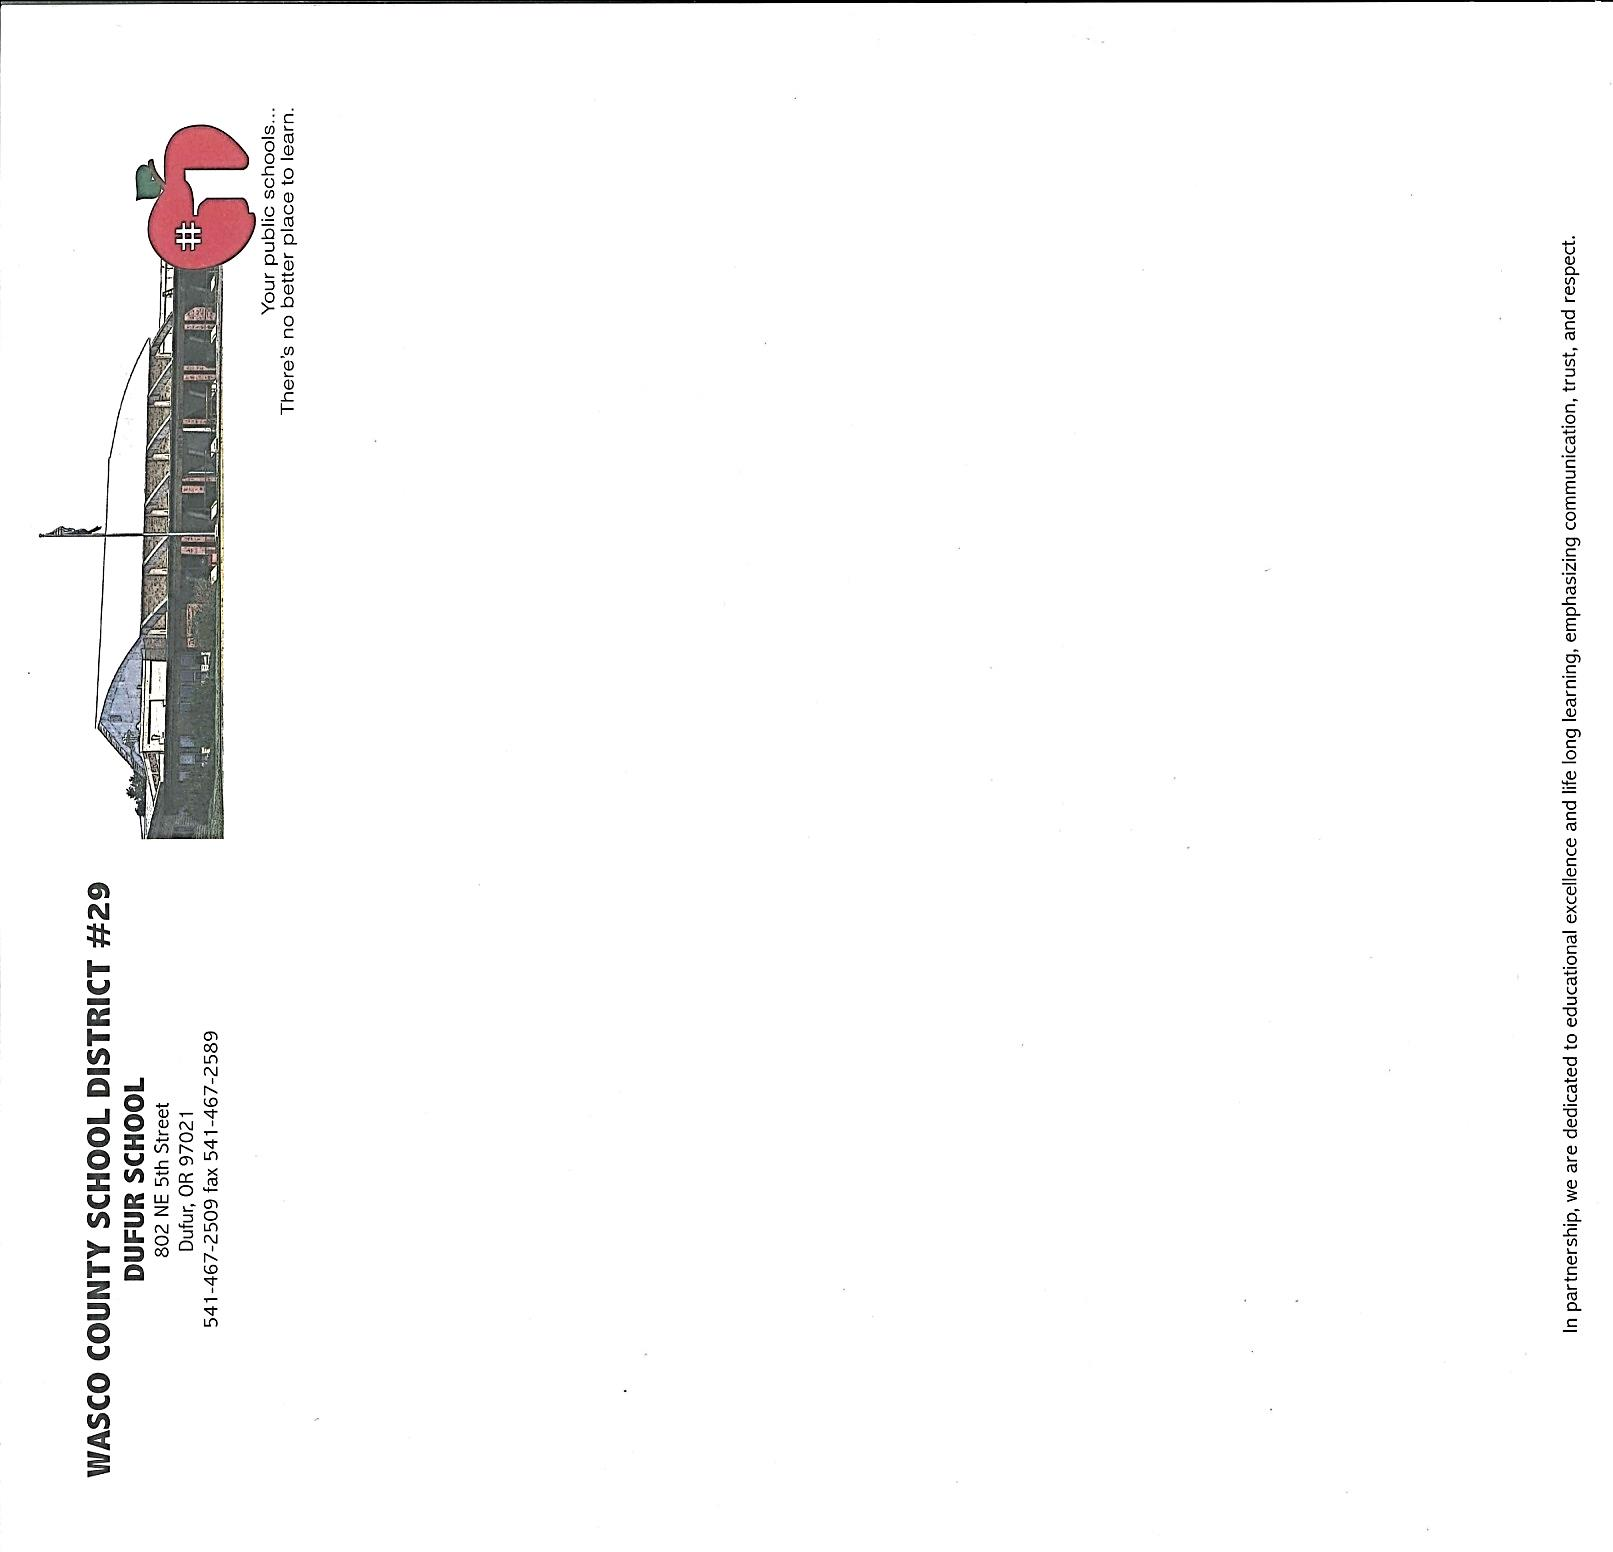 WASCO COUNTY SCHOOL DISTRICT #29
DUFUR SCHOOL
802 NE 5th Street
Dufur, OR 97021
541-467-2509 fax 541-467-2589
#1
Your public schools...
There's no better place to learn.
In partnership, we are dedicated to educational excellence and life long learning, emphasizing communication, trust, and respect.